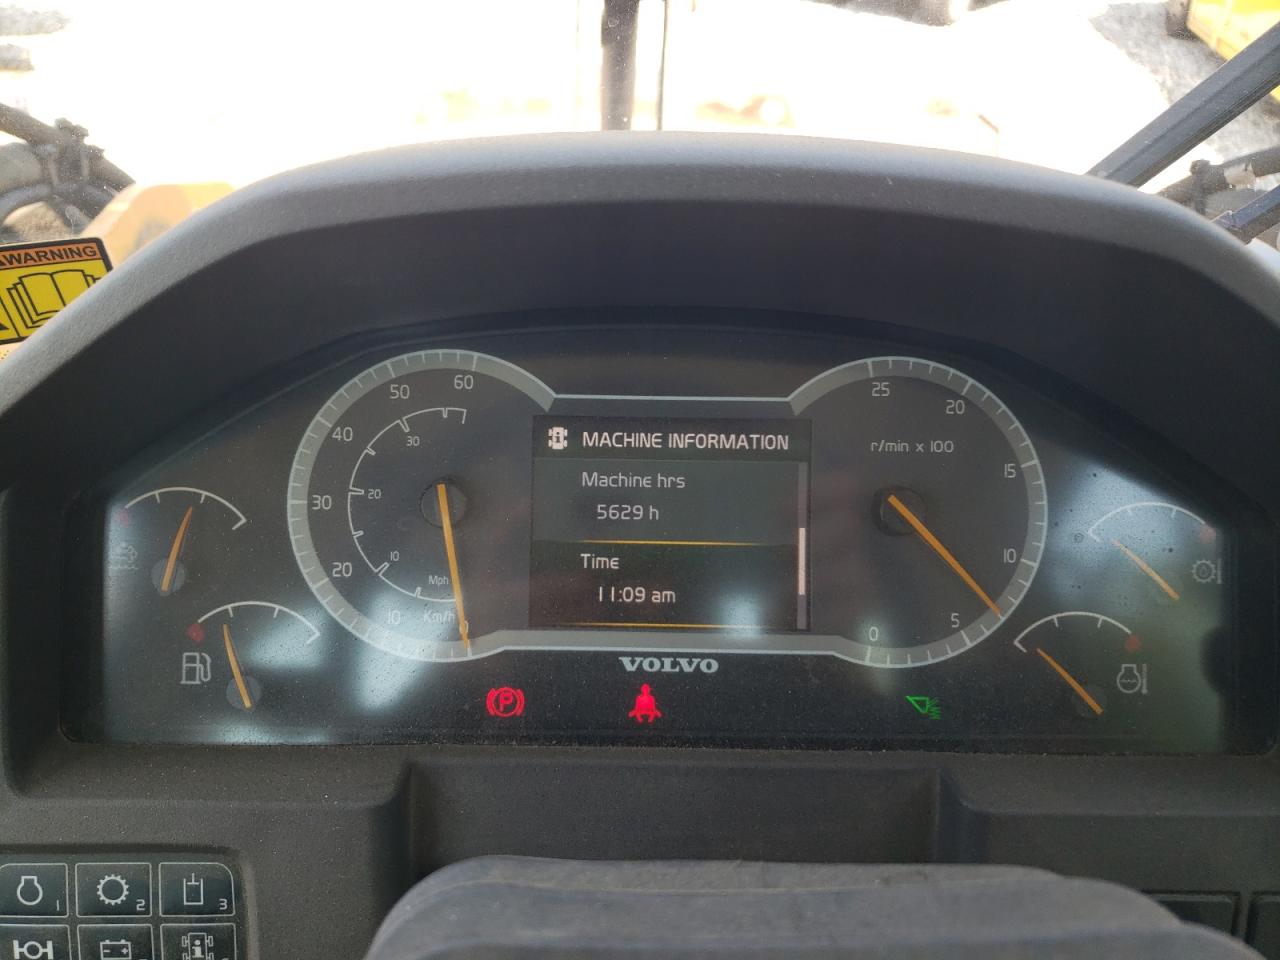 WARNING
60
50
40
30
20
10
0
30
20
10
Mph
Km/h
MACHINE INFORMATION
Machine hrs
5629 h
Time
11:09 am
25
20
15
10
5
0
r/min x 100
VOLVO
P
1
2
3